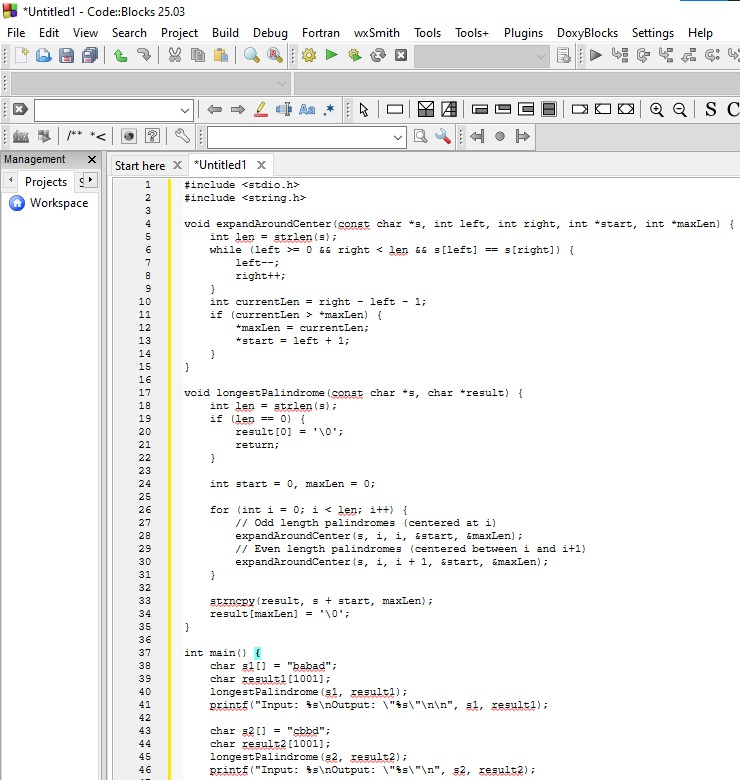 *Untitled1 - Code::Blocks 25.03
File Edit View Search Project Build Debug Fortran wxSmith Tools Tools+ Plugins DoxyBlocks Settings Help
Aa .* S C
/** *<
Management
Start here *Untitled1
Projects
Workspace
1 #include <stdio.h>
2 #include <string.h>
3
4 void expandAroundCenter(const char *s, int left, int right, int *start, int *maxLen) {
5 int len = strlen(s);
6 while (left >= 0 && right < len && s[left] == s[right]) {
7 left--;
8 right++;
9 }
10 int currentLen = right - left - 1;
11 if (currentLen > *maxLen) {
12 *maxLen = currentLen;
13 *start = left + 1;
14 }
15 }
16
17 void longestPalindrome(const char *s, char *result) {
18 int len = strlen(s);
19 if (len == 0) {
20 result[0] = '\0';
21 return;
22 }
23
24 int start = 0, maxLen = 0;
25
26 for (int i = 0; i < len; i++) {
27 // Odd length palindromes (centered at i)
28 expandAroundCenter(s, i, i, &start, &maxLen);
29 // Even length palindromes (centered between i and i+1)
30 expandAroundCenter(s, i, i + 1, &start, &maxLen);
31 }
32
33 strncpy(result, s + start, maxLen);
34 result[maxLen] = '\0';
35 }
36
37 int main() {
38 char s1[] = "babad";
39 char result1[1001];
40 longestPalindrome(s1, result1);
41 printf("Input: %s\nOutput: \"%s\"\n\n", s1, result1);
42
43 char s2[] = "cbbd";
44 char result2[1001];
45 longestPalindrome(s2, result2);
46 printf("Input: %s\nOutput: \"%s\"\n", s2, result2);